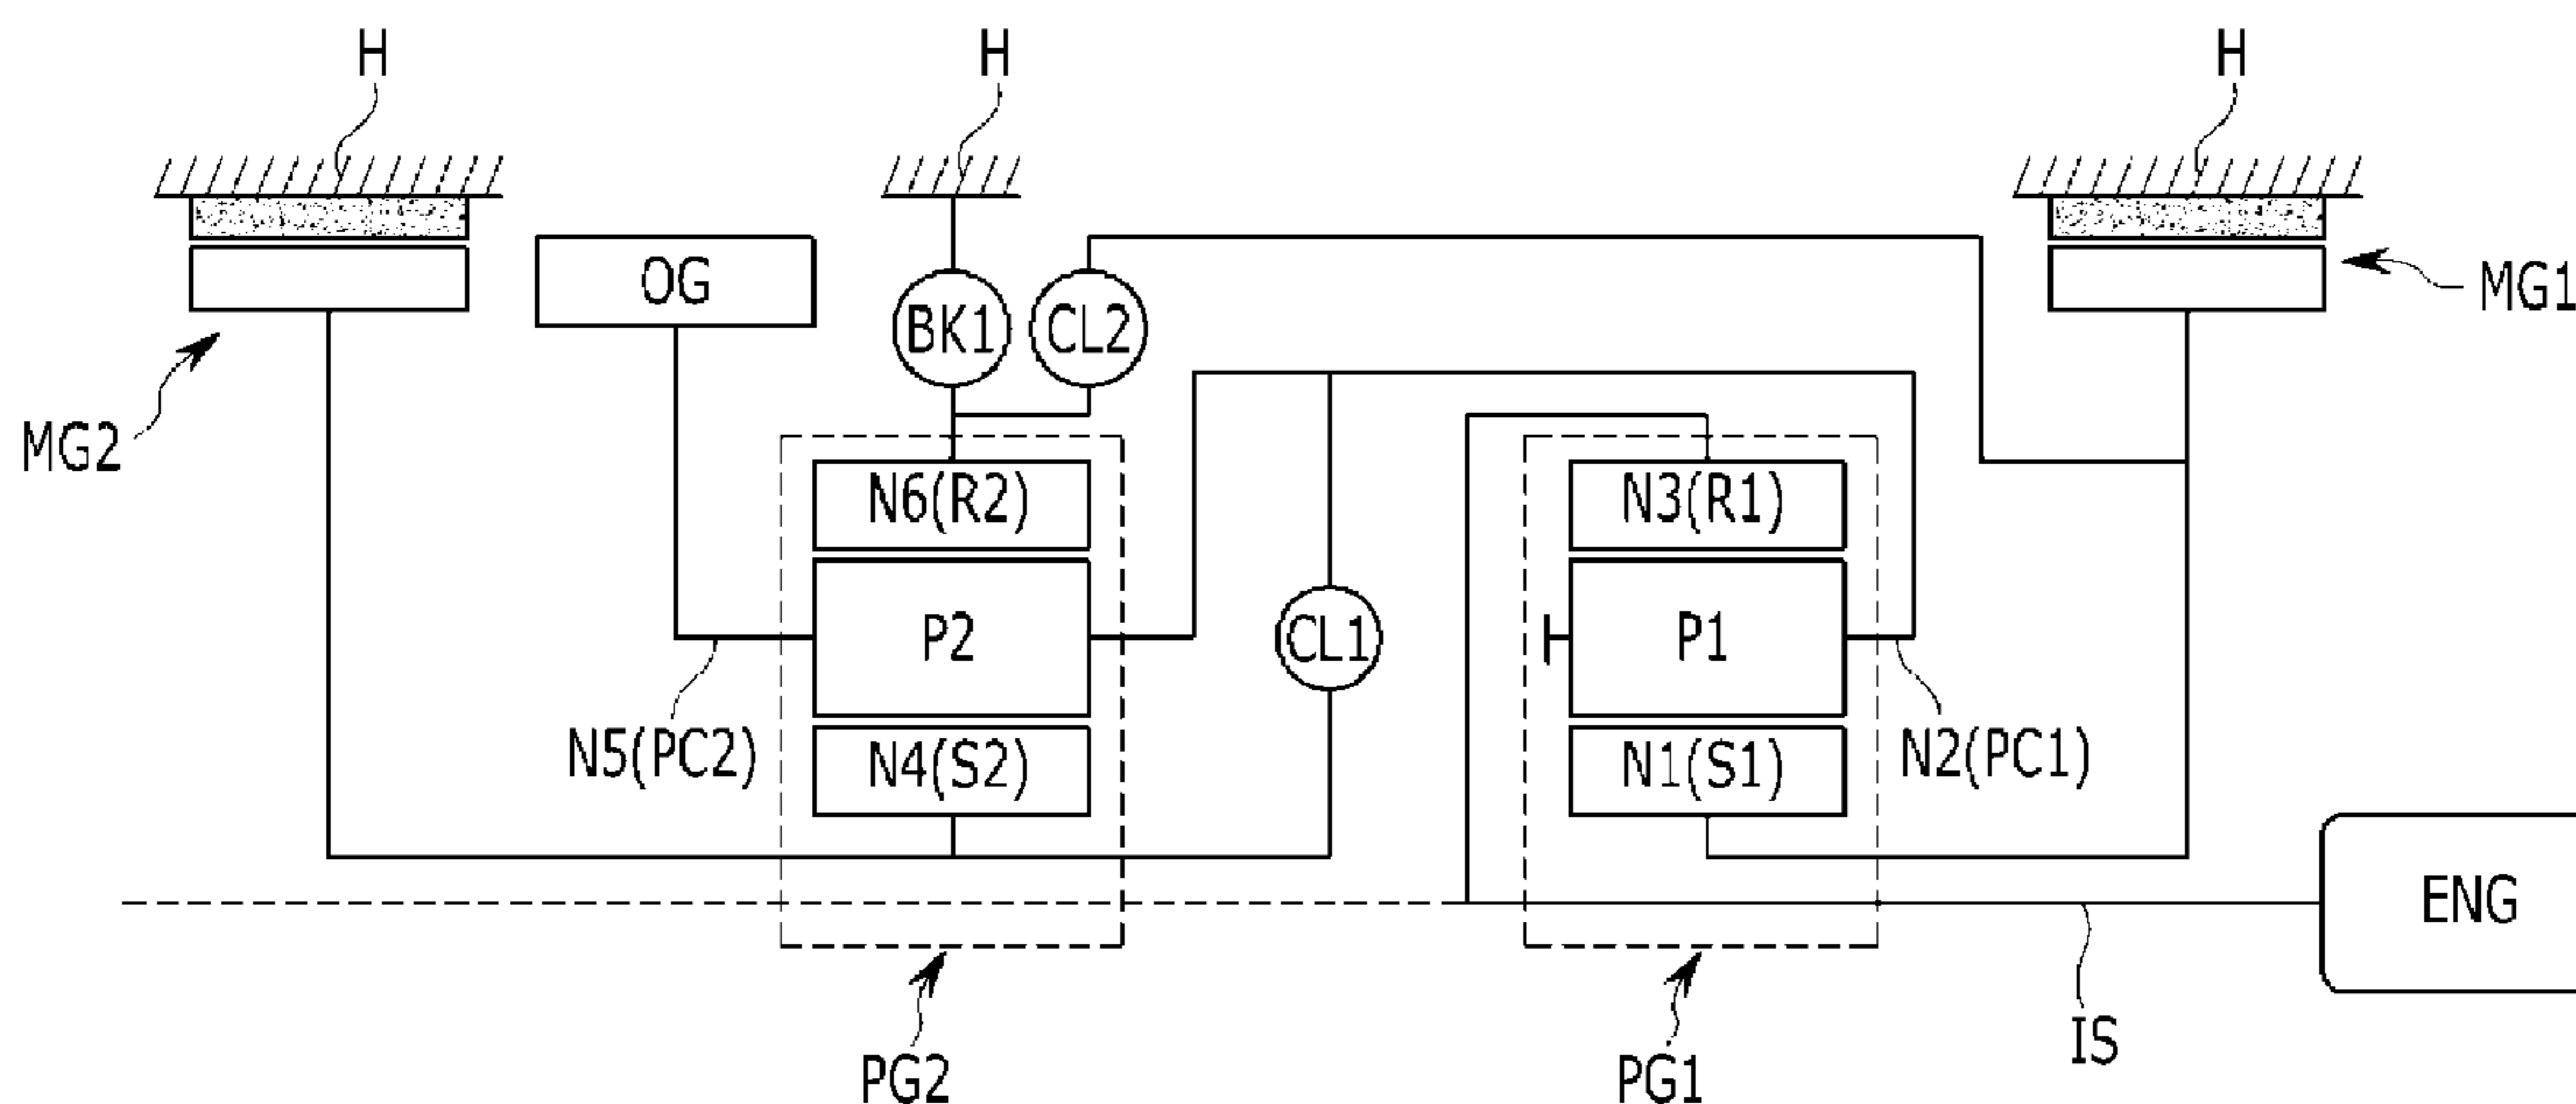 H
H
H
OG
BK1
CL2
MG1
MG2
N6(R2)
N3(R1)
P2
CL1
P1
N5(PC2)
N4(S2)
N1(S1)
N2(PC1)
ENG
IS
PG2
PG1